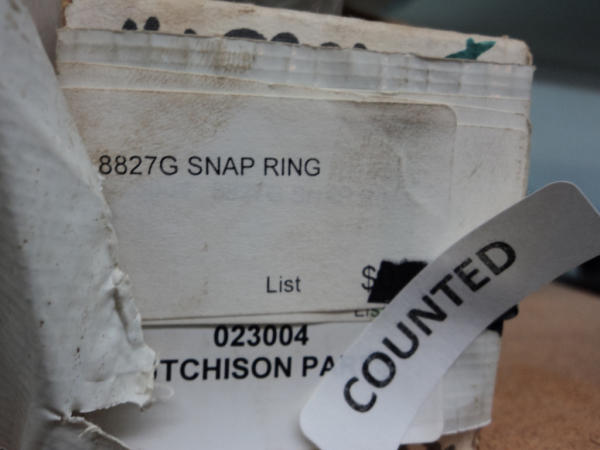 8827G SNAP RING
List $
023004
TCHISON PA
COUNTED